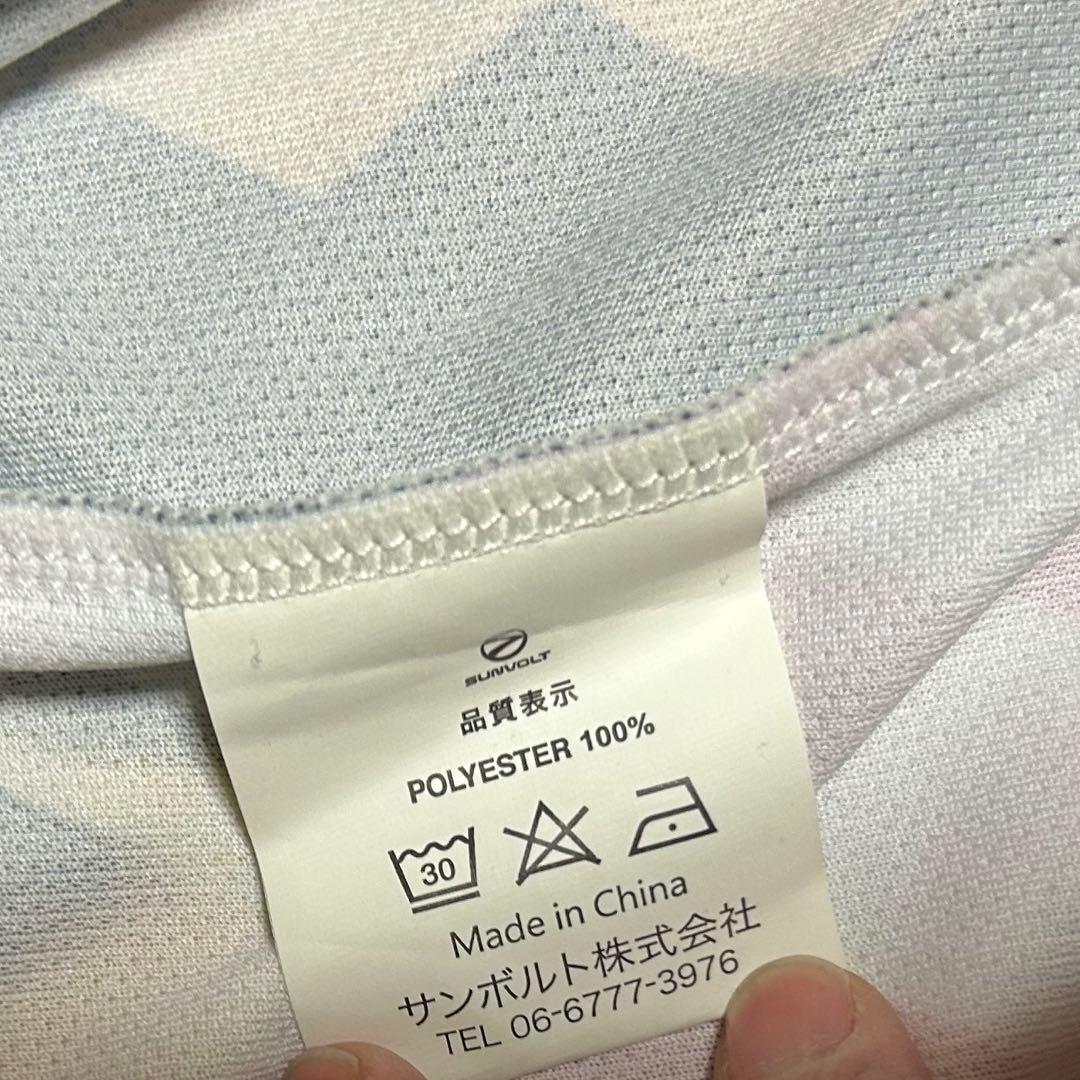 SUNVOLT
品質表示
POLYESTER 100%
30
Made in China
サンボルト株式会社
TEL 06-6777-3976